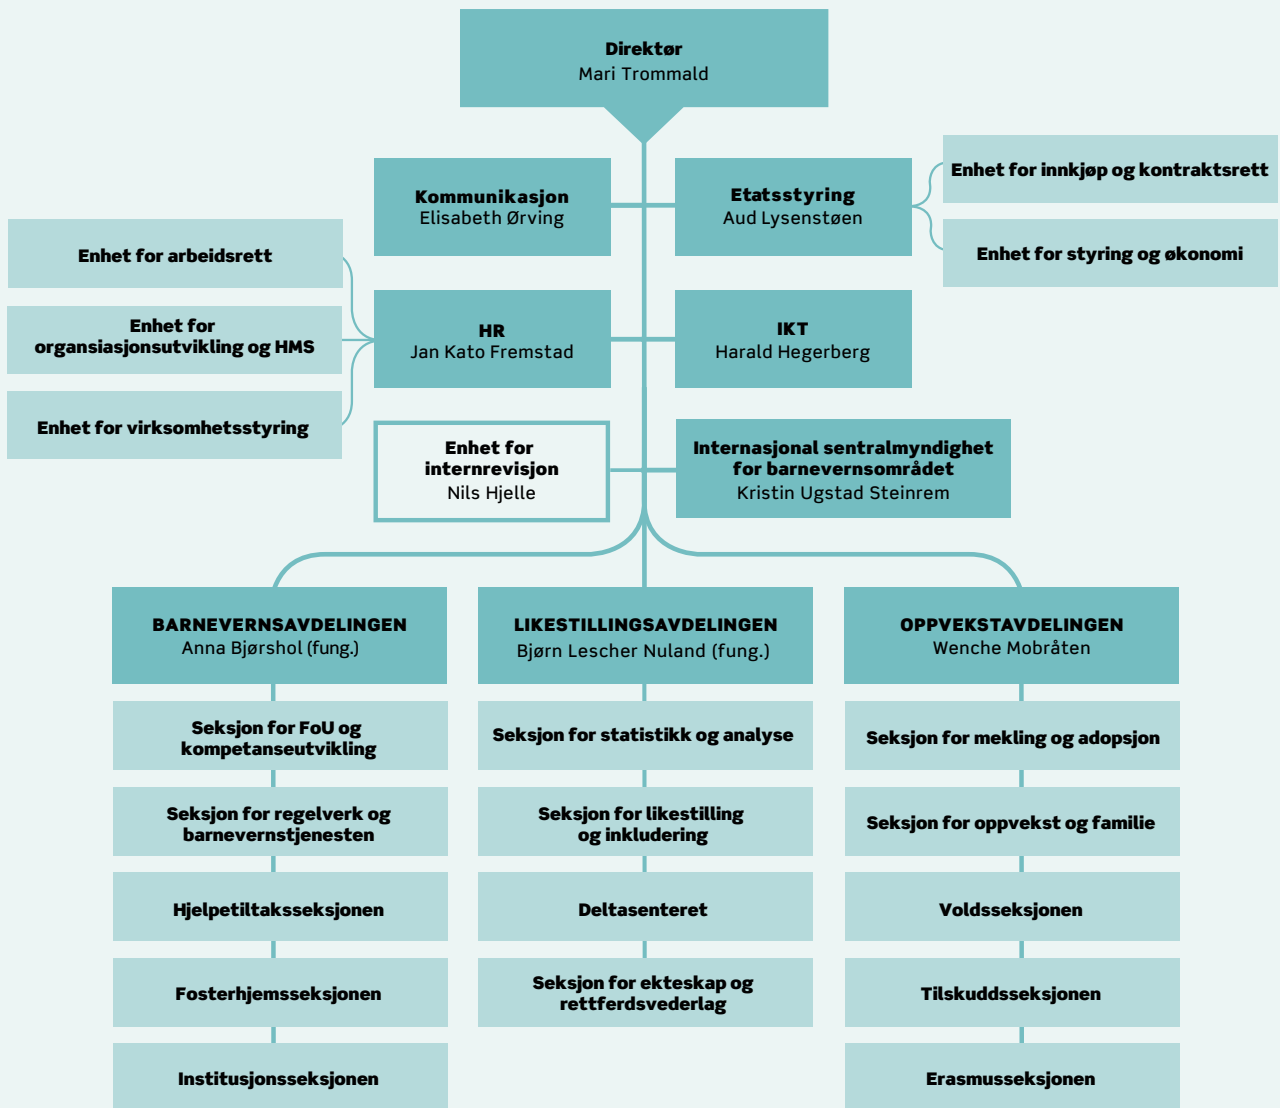 Direktør
Mari Trommald
Kommunikasjon
Elisabeth Ørving
Etatsstyring
Aud Lysenstøen
Enhet for innkjøp og kontraktsrett
Enhet for styring og økonomi
Enhet for arbeidsrett
Enhet for
organsiasjonsutvikling og HMS
Enhet for virksomhetsstyring
HR
Jan Kato Fremstad
IKT
Harald Hegerberg
Enhet for
internrevisjon
Nils Hjelle
Internasjonal sentralmyndighet
for barnevernsområdet
Kristin Ugstad Steinrem
BARNEVERNSAVDELINGEN
Anna Bjørshol (fung.)
Seksjon for FoU og
kompetanseutvikling
Seksjon for regelverk og
barnevernstjenesten
Hjelpetiltaksseksjonen
Fosterhjemsseksjonen
Institusjonsseksjonen
LIKESTILLINGSAVDELINGEN
Bjørn Lescher Nuland (fung.)
Seksjon for statistikk og analyse
Seksjon for likestilling
og inkludering
Deltasenteret
Seksjon for ekteskap og
rettferdsvederlag
OPPVEKSTAVDELINGEN
Wenche Mobråten
Seksjon for mekling og adopsjon
Seksjon for oppvekst og familie
Voldsseksjonen
Tilskuddsseksjonen
Erasmusseksjonen